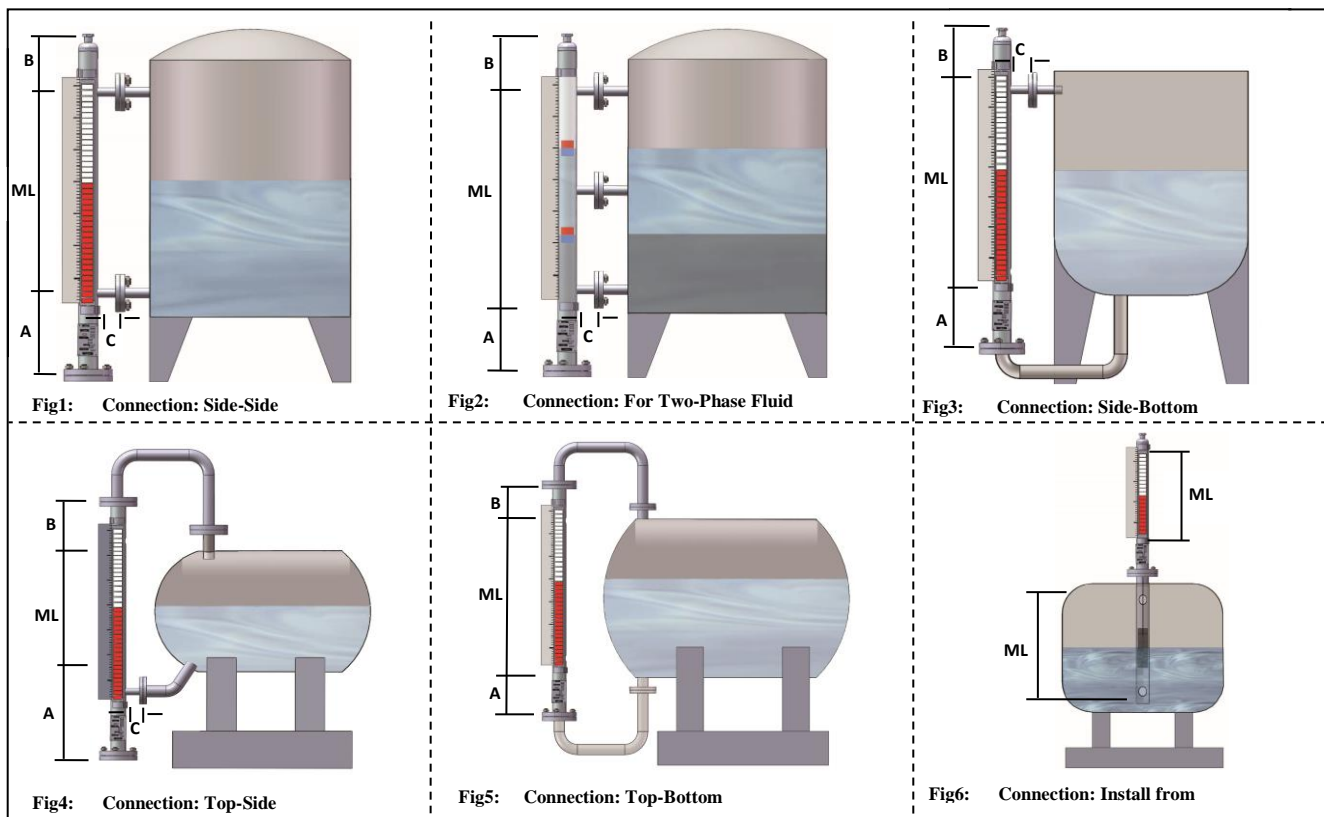 B
ML
A
C
Fig1: Connection: Side-Side
B
ML
A
C
Fig2: Connection: For Two-Phase Fluid
B
C
ML
A
Fig3: Connection: Side-Bottom
B
ML
A
C
Fig4: Connection: Top-Side
B
ML
A
Fig5: Connection: Top-Bottom
ML
ML
Fig6: Connection: Install from